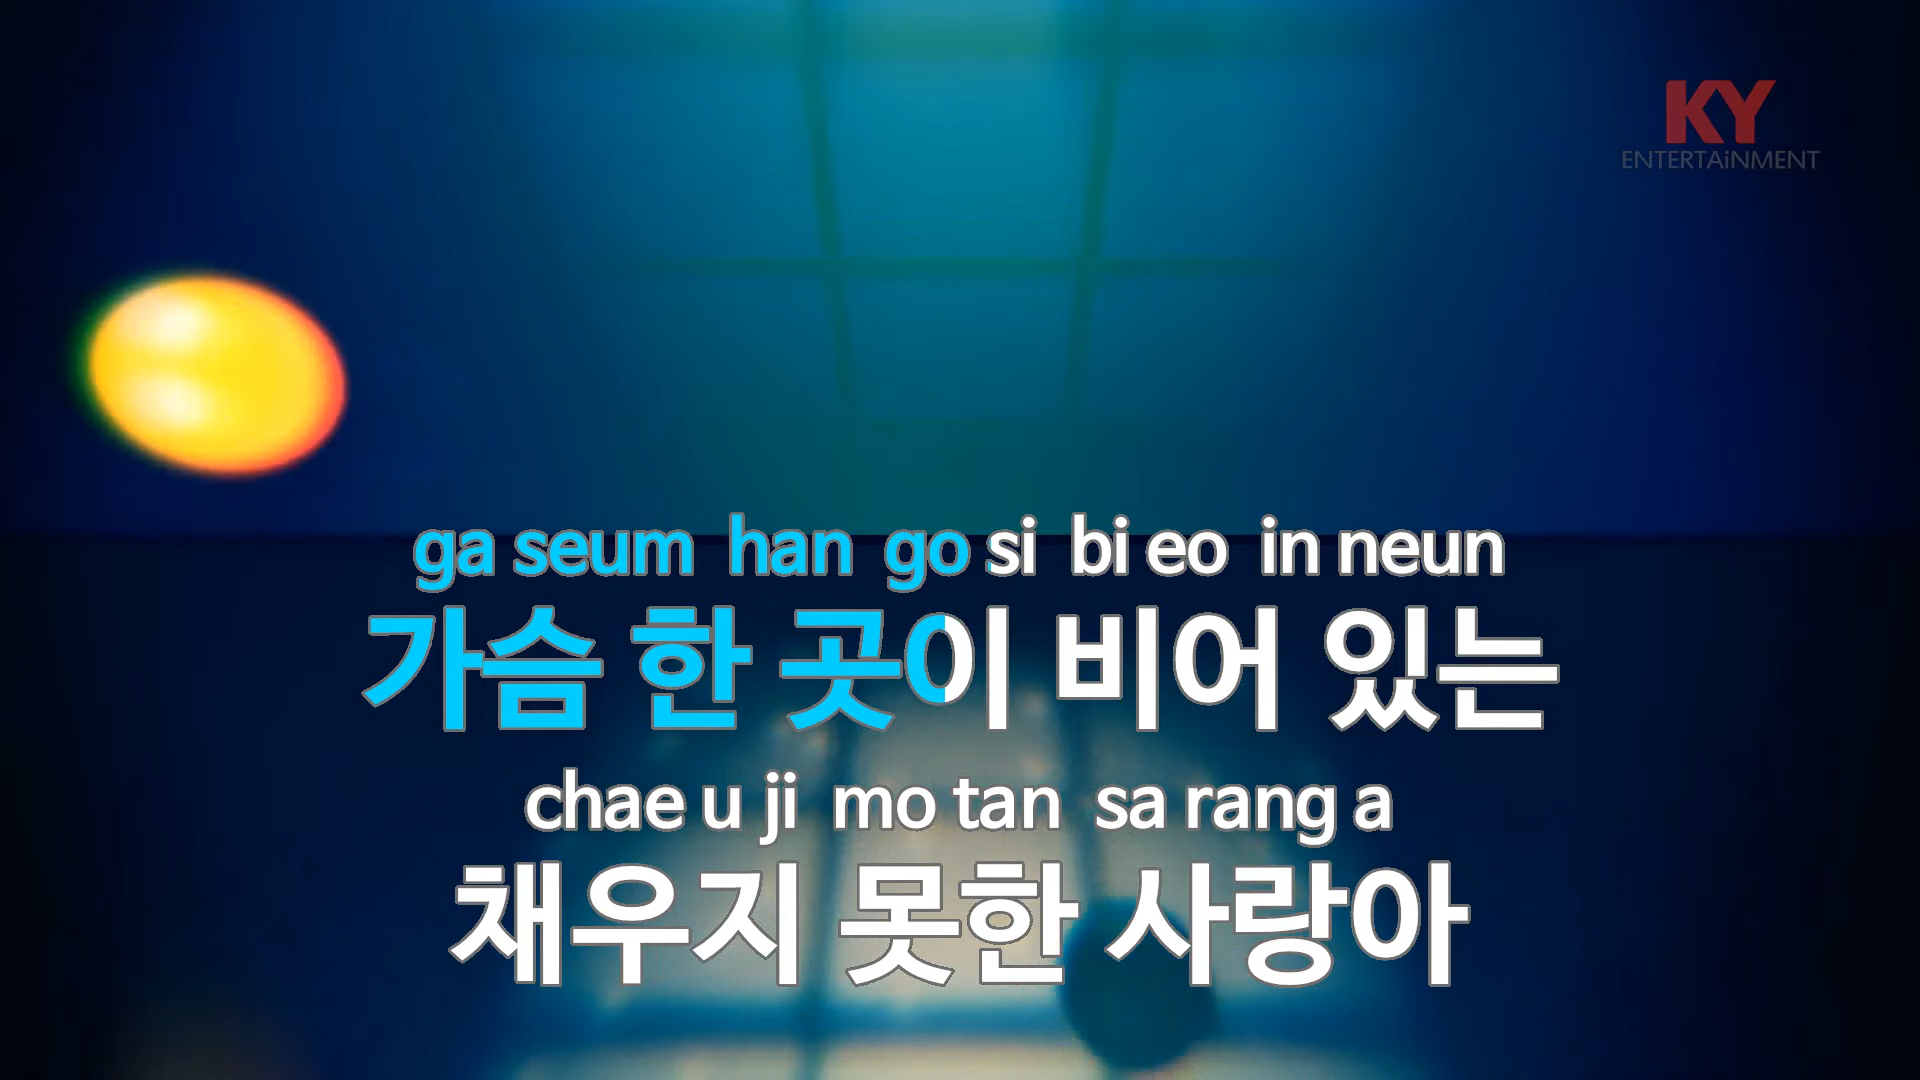 KY
ENTERTAiNMENT
ga seum han go si bi eo in neun
가슴 한 곳이 비어 있는
chae u ji mo tan sa rang a
채우지 못한 사랑아